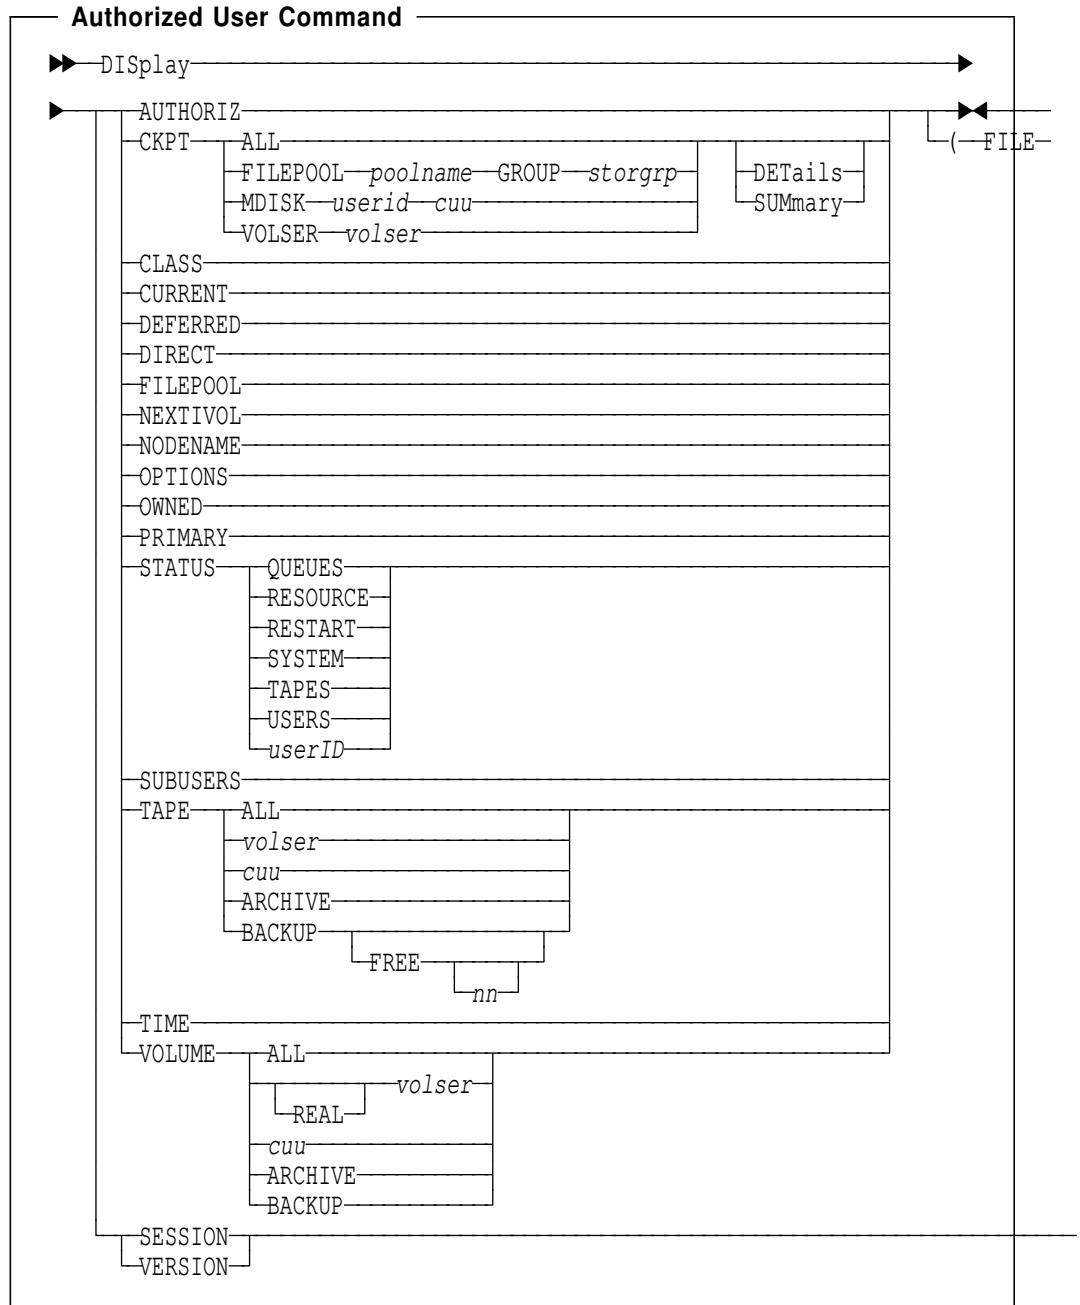 Authorized User Command
DISplay
AUTHORIZ
( FILE
CKPT ALL
FILEPOOL poolname GROUP storgrp DETails
MDISK userid cuu SUMmary
VOLSER volser
CLASS
CURRENT
DEFERRED
DIRECT
FILEPOOL
NEXTIVOL
NODENAME
OPTIONS
OWNED
PRIMARY
STATUS QUEUES
RESOURCE
RESTART
SYSTEM
TAPES
USERS
userID
SUBUSERS
TAPE ALL
volser
cuu
ARCHIVE
BACKUP
FREE
nn
TIME
VOLUME ALL
volser
REAL
cuu
ARCHIVE
BACKUP
SESSION
VERSION